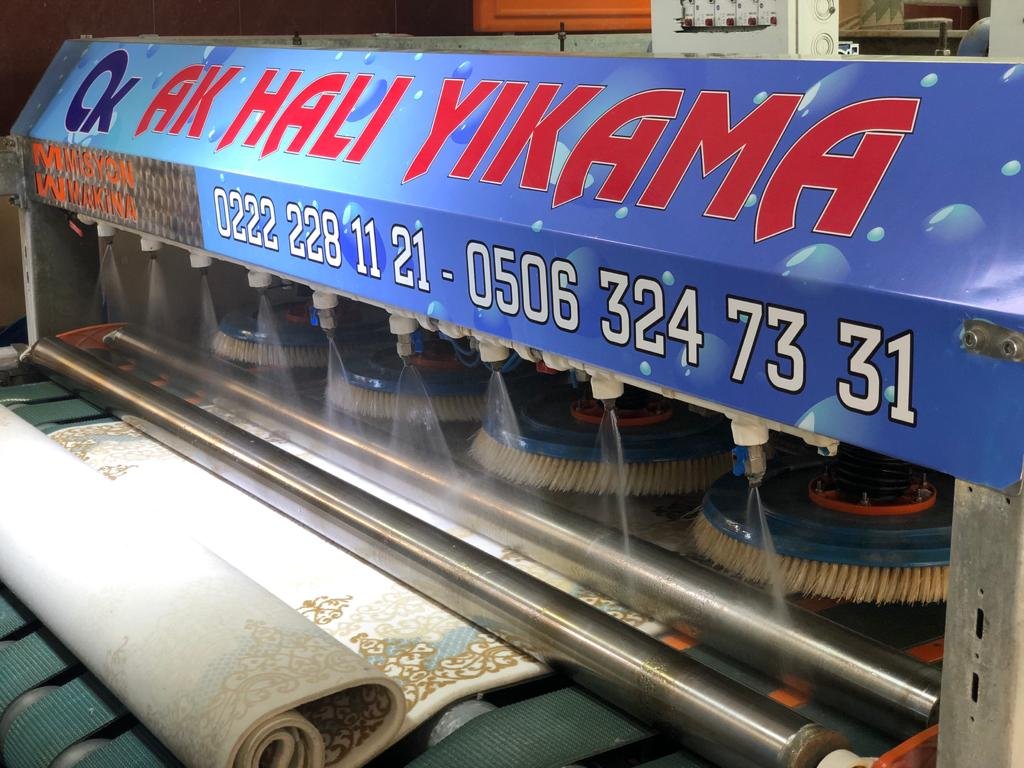 AK
AK HALI YIKAMA
MİSYON
MAKİNA
0222 228 11 21 - 0506 324 73 31